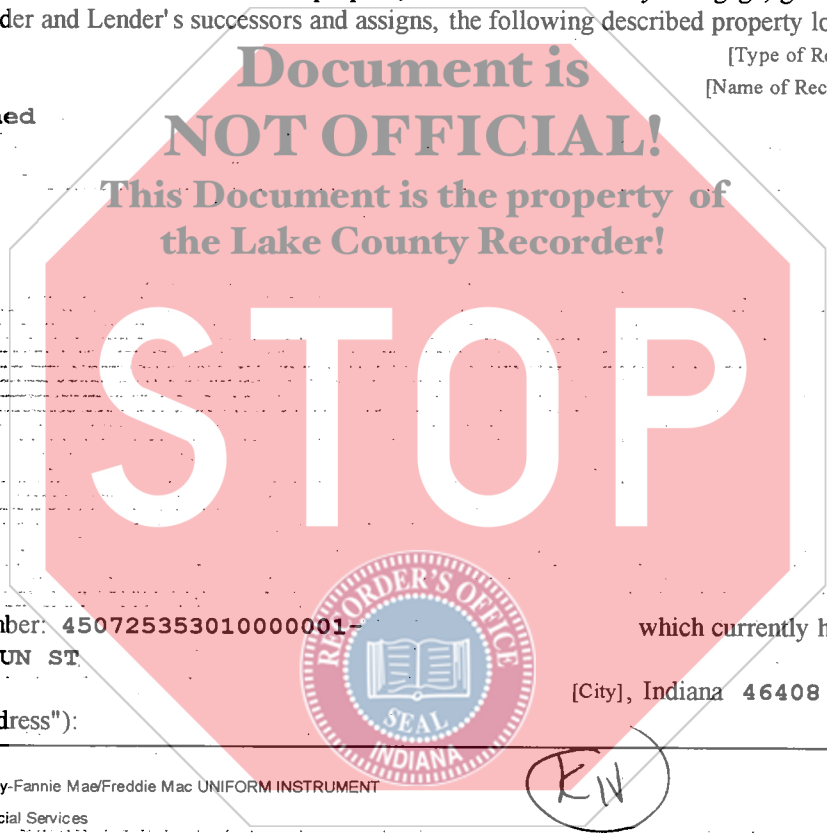 der and Lender's successors and assigns, the following described property lo
[Type of Re
[Name of Rec
ed
Document is
NOT OFFICIAL!
This Document is the property of
the Lake County Recorder!
STOP
ber: 450725353010000001-
which currently h
UN ST
[City], Indiana 46408
dress"):
RECORDER'S OFFICE
SEAL
INDIANA
y-Fannie Mae/Freddie Mac UNIFORM INSTRUMENT
cial Services